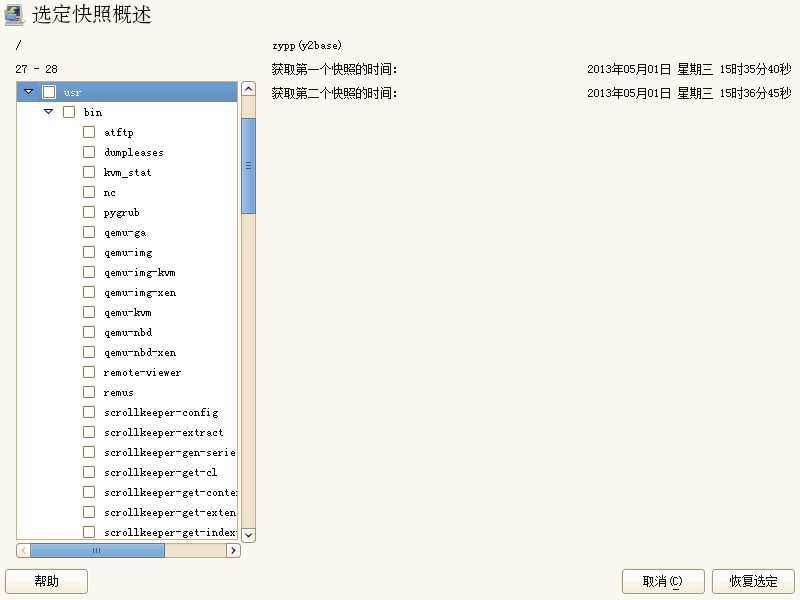 选定快照概述
/
zypp(y2base)
27 - 28
获取第一个快照的时间:
2013年05月01日 星期三 15时35分40秒
获取第二个快照的时间:
2013年05月01日 星期三 15时36分45秒
usr
bin
atftp
dumpleases
kvm_stat
nc
pygrub
qemu-ga
qemu-img
qemu-img-kvm
qemu-img-xen
qemu-kvm
qemu-nbd
qemu-nbd-xen
remote-viewer
remus
scrollkeeper-config
scrollkeeper-extract
scrollkeeper-gen-serie
scrollkeeper-get-cl
scrollkeeper-get-conte
scrollkeeper-get-exten
scrollkeeper-get-index
帮助
取消(C)
恢复选定